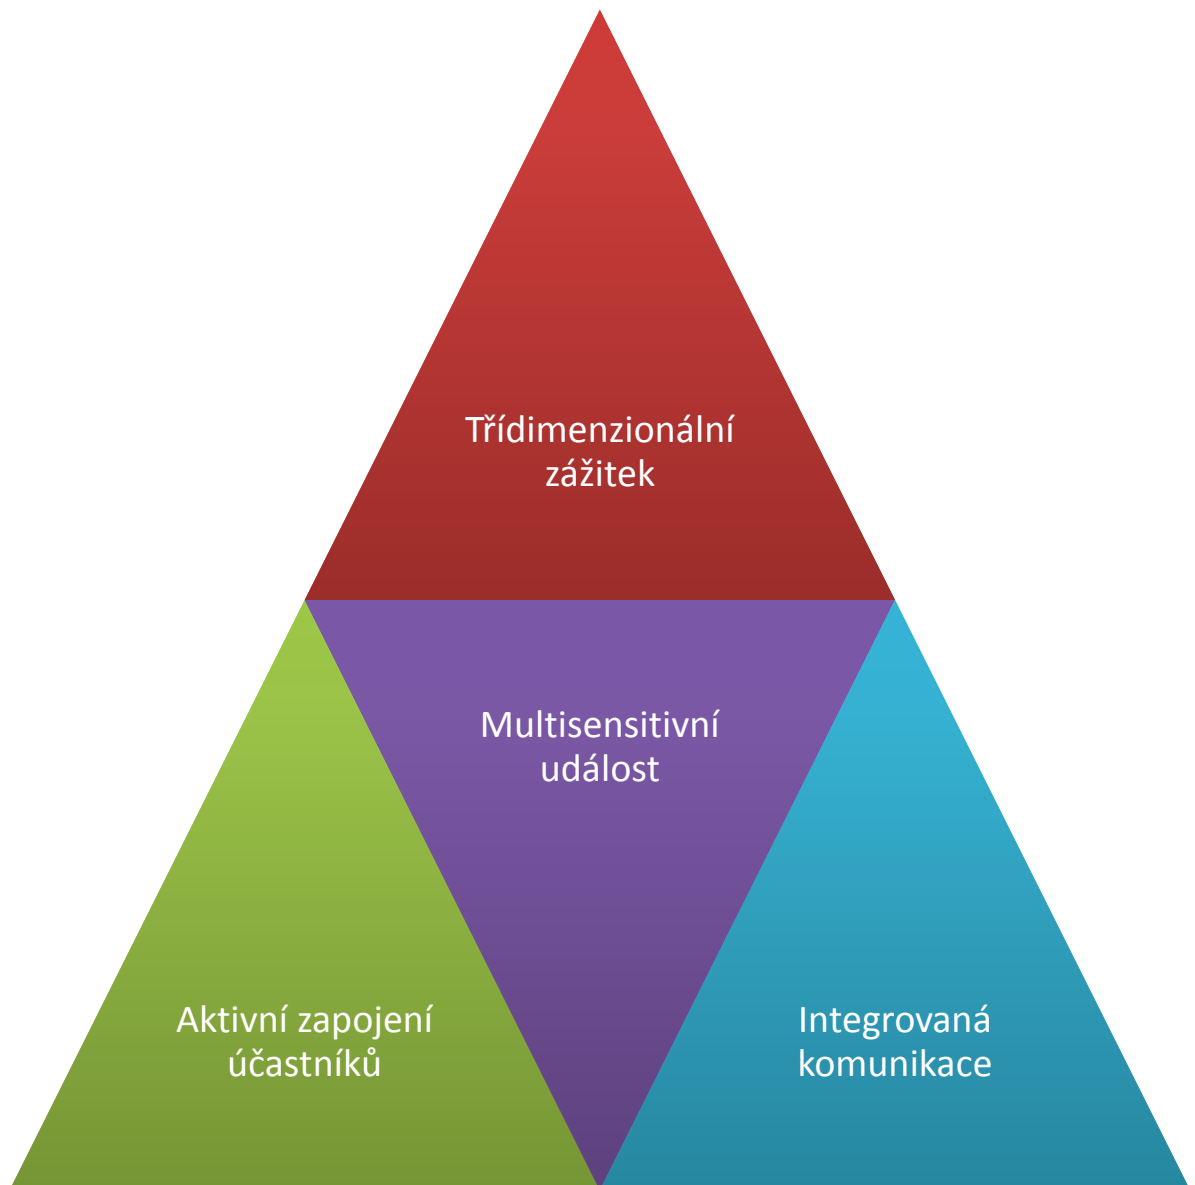 Třídimenzionální
zážitek
Multisensitivní
událost
Aktivní zapojení
účastníků
Integrovaná
komunikace